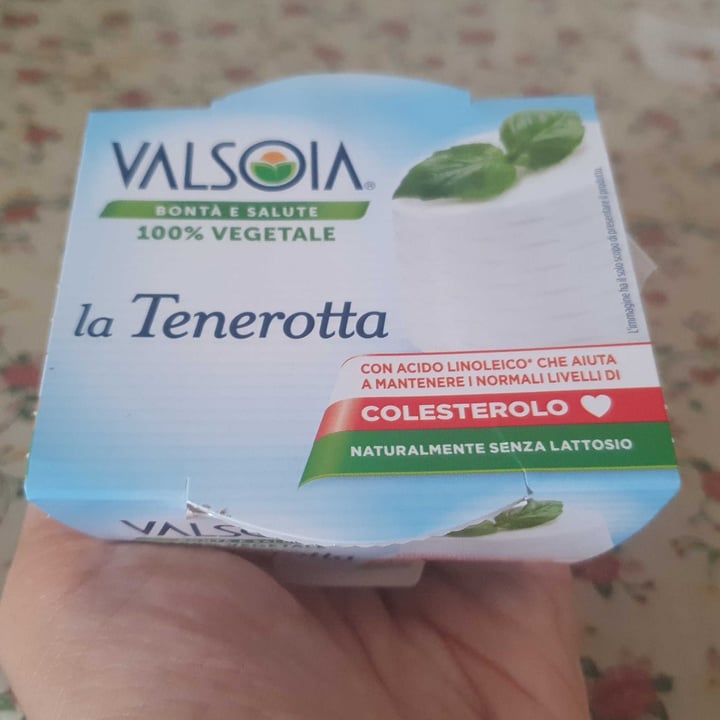 VALSOIA®
BONTÀ E SALUTE
100% VEGETALE
la Tenerotta
L'immagine ha il solo scopo di presentare il prodotto.
CON ACIDO LINOLEICO* CHE AIUTA
A MANTENERE I NORMALI LIVELLI DI
COLESTEROLO
NATURALMENTE SENZA LATTOSIO
VALSOIA